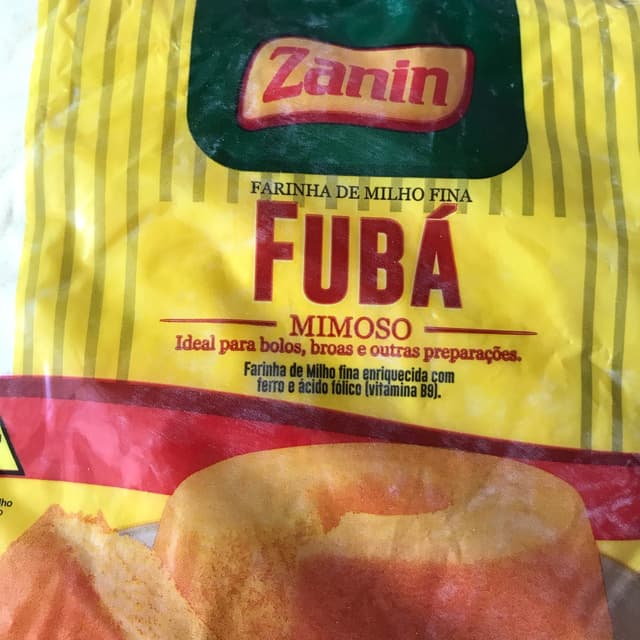 Zanin
FARINHA DE MILHO FINA
FUBÁ
MIMOSO
Ideal para bolos, broas e outras preparações.
Farinha de Milho fina enriquecida com
ferro e ácido fólico (vitamina B9).